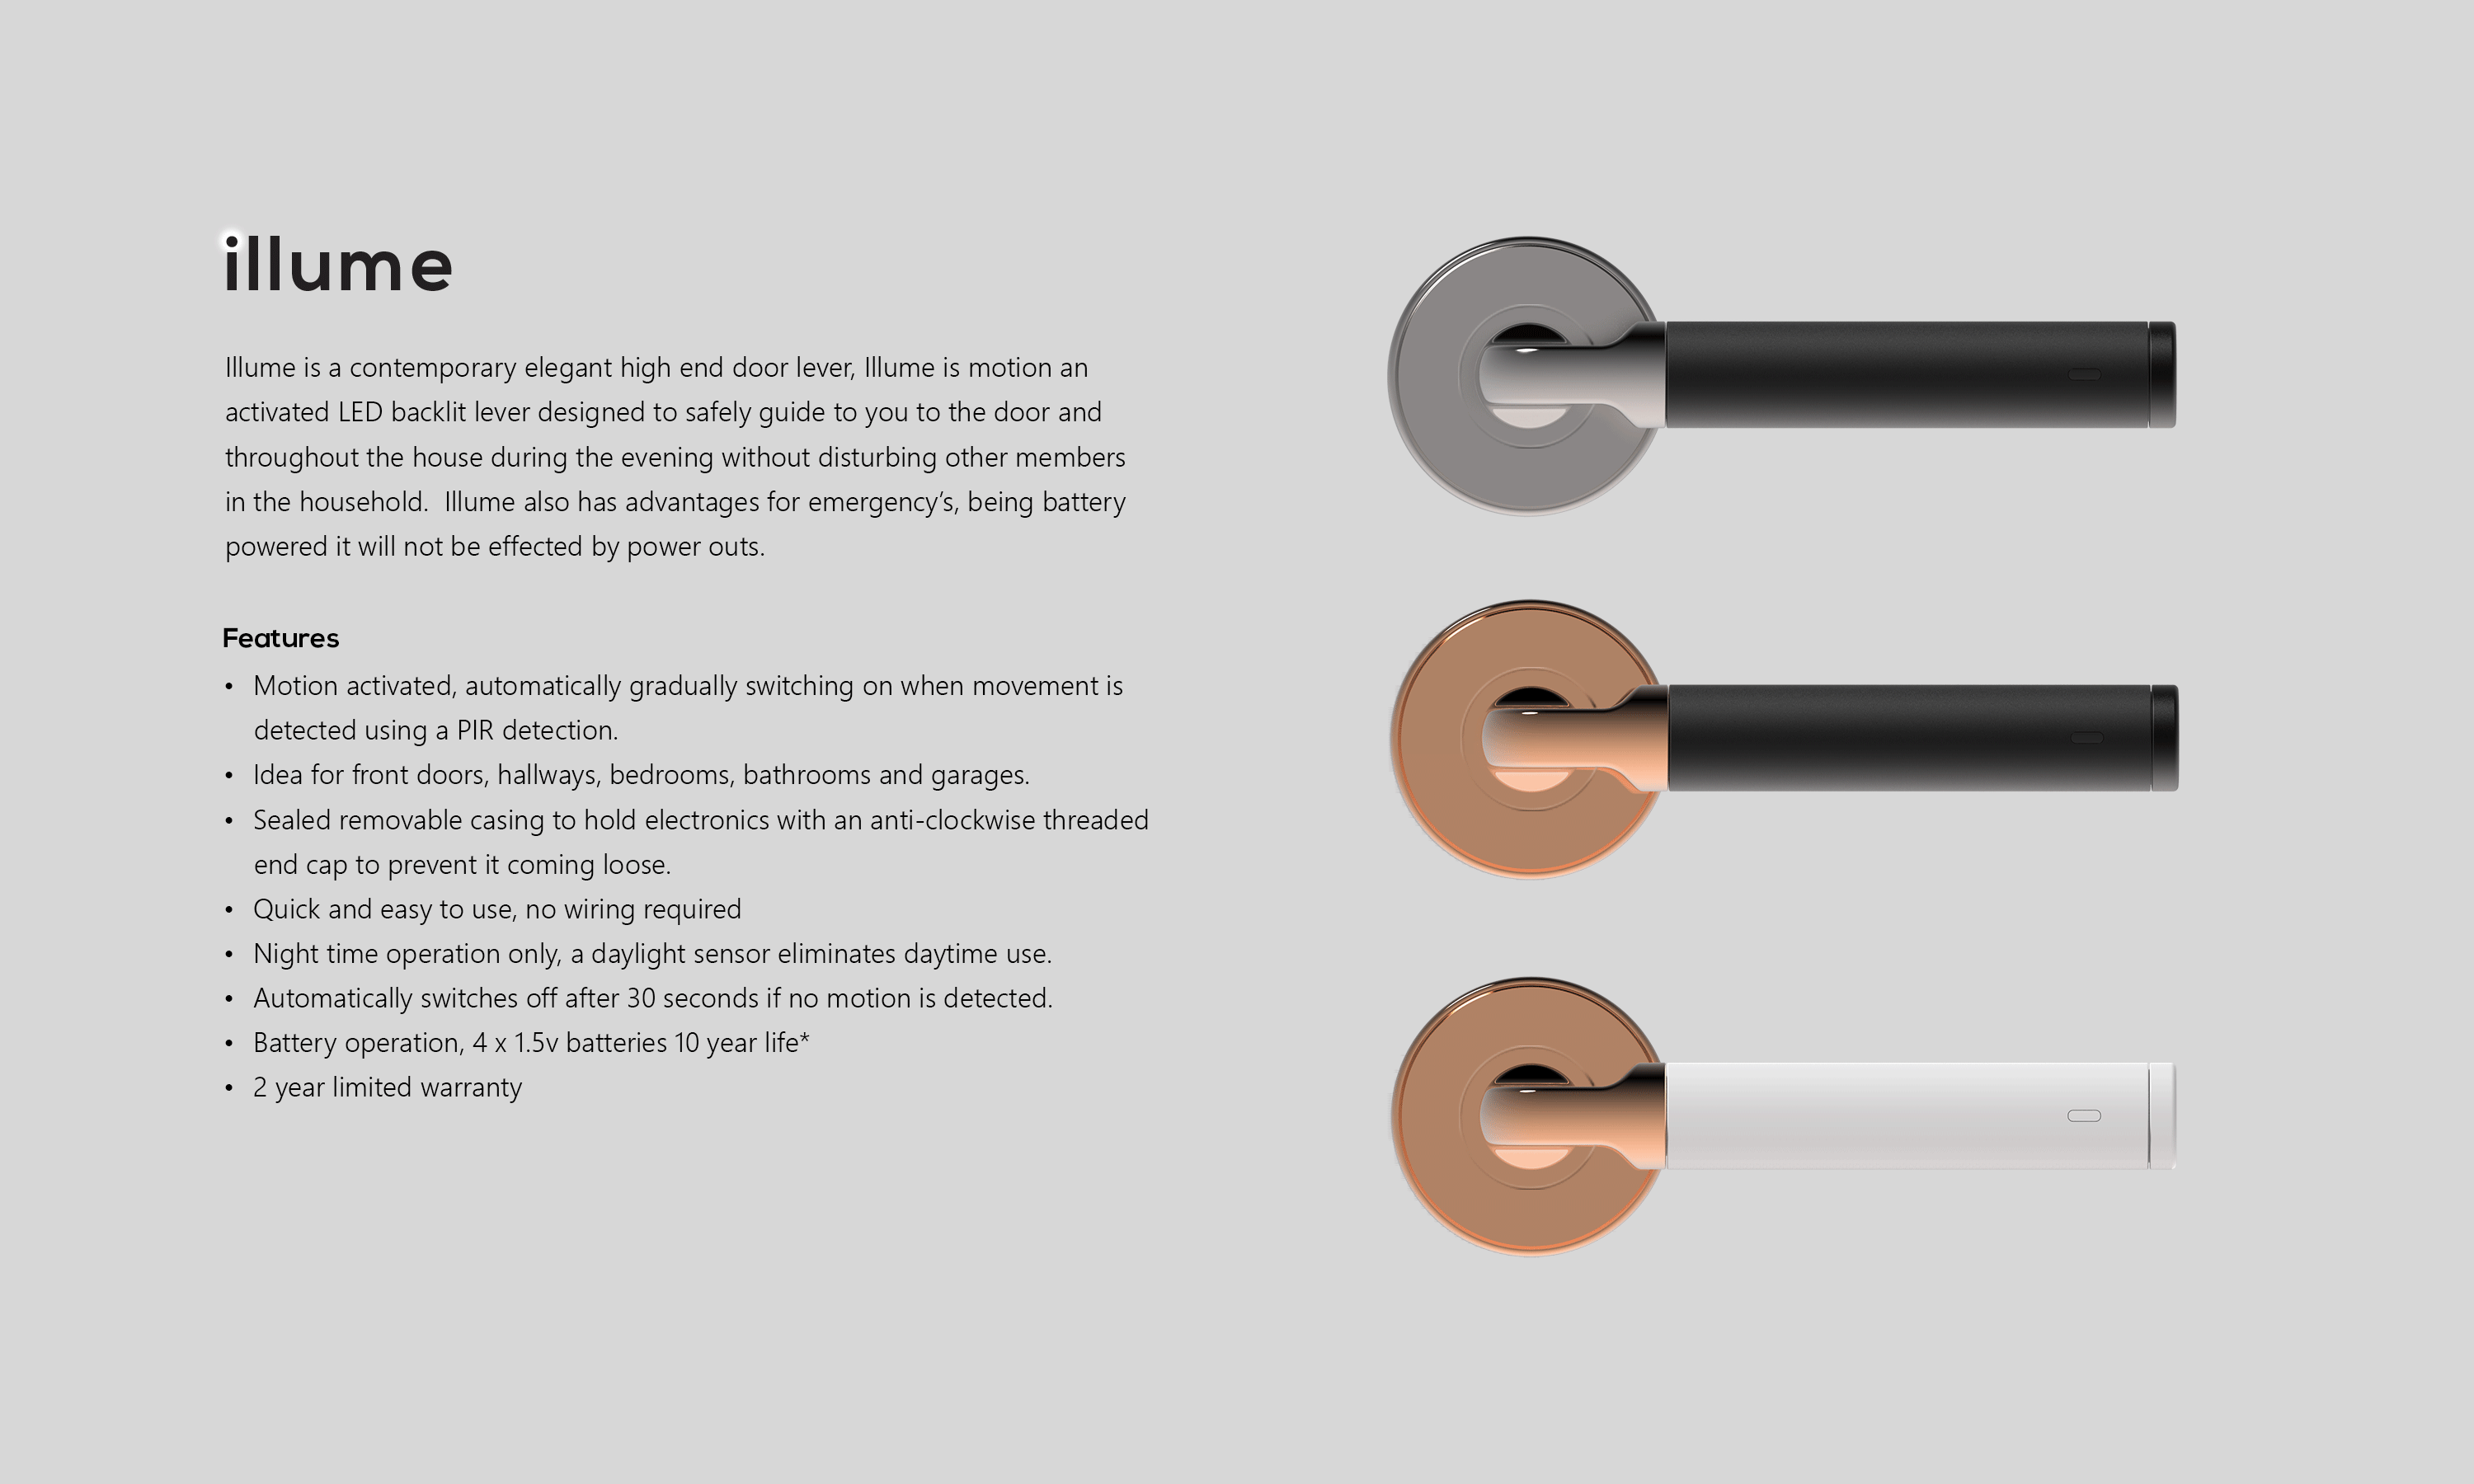 illume
Illume is a contemporary elegant high end door lever, Illume is motion an
activated LED backlit lever designed to safely guide to you to the door and
throughout the house during the evening without disturbing other members
in the household.  Illume also has advantages for emergency’s, being battery
powered it will not be effected by power outs.
Features
• Motion activated, automatically gradually switching on when movement is
detected using a PIR detection.
• Idea for front doors, hallways, bedrooms, bathrooms and garages.
• Sealed removable casing to hold electronics with an anti-clockwise threaded
end cap to prevent it coming loose.
• Quick and easy to use, no wiring required
• Night time operation only, a daylight sensor eliminates daytime use.
• Automatically switches off after 30 seconds if no motion is detected.
• Battery operation, 4 x 1.5v batteries 10 year life*
• 2 year limited warranty